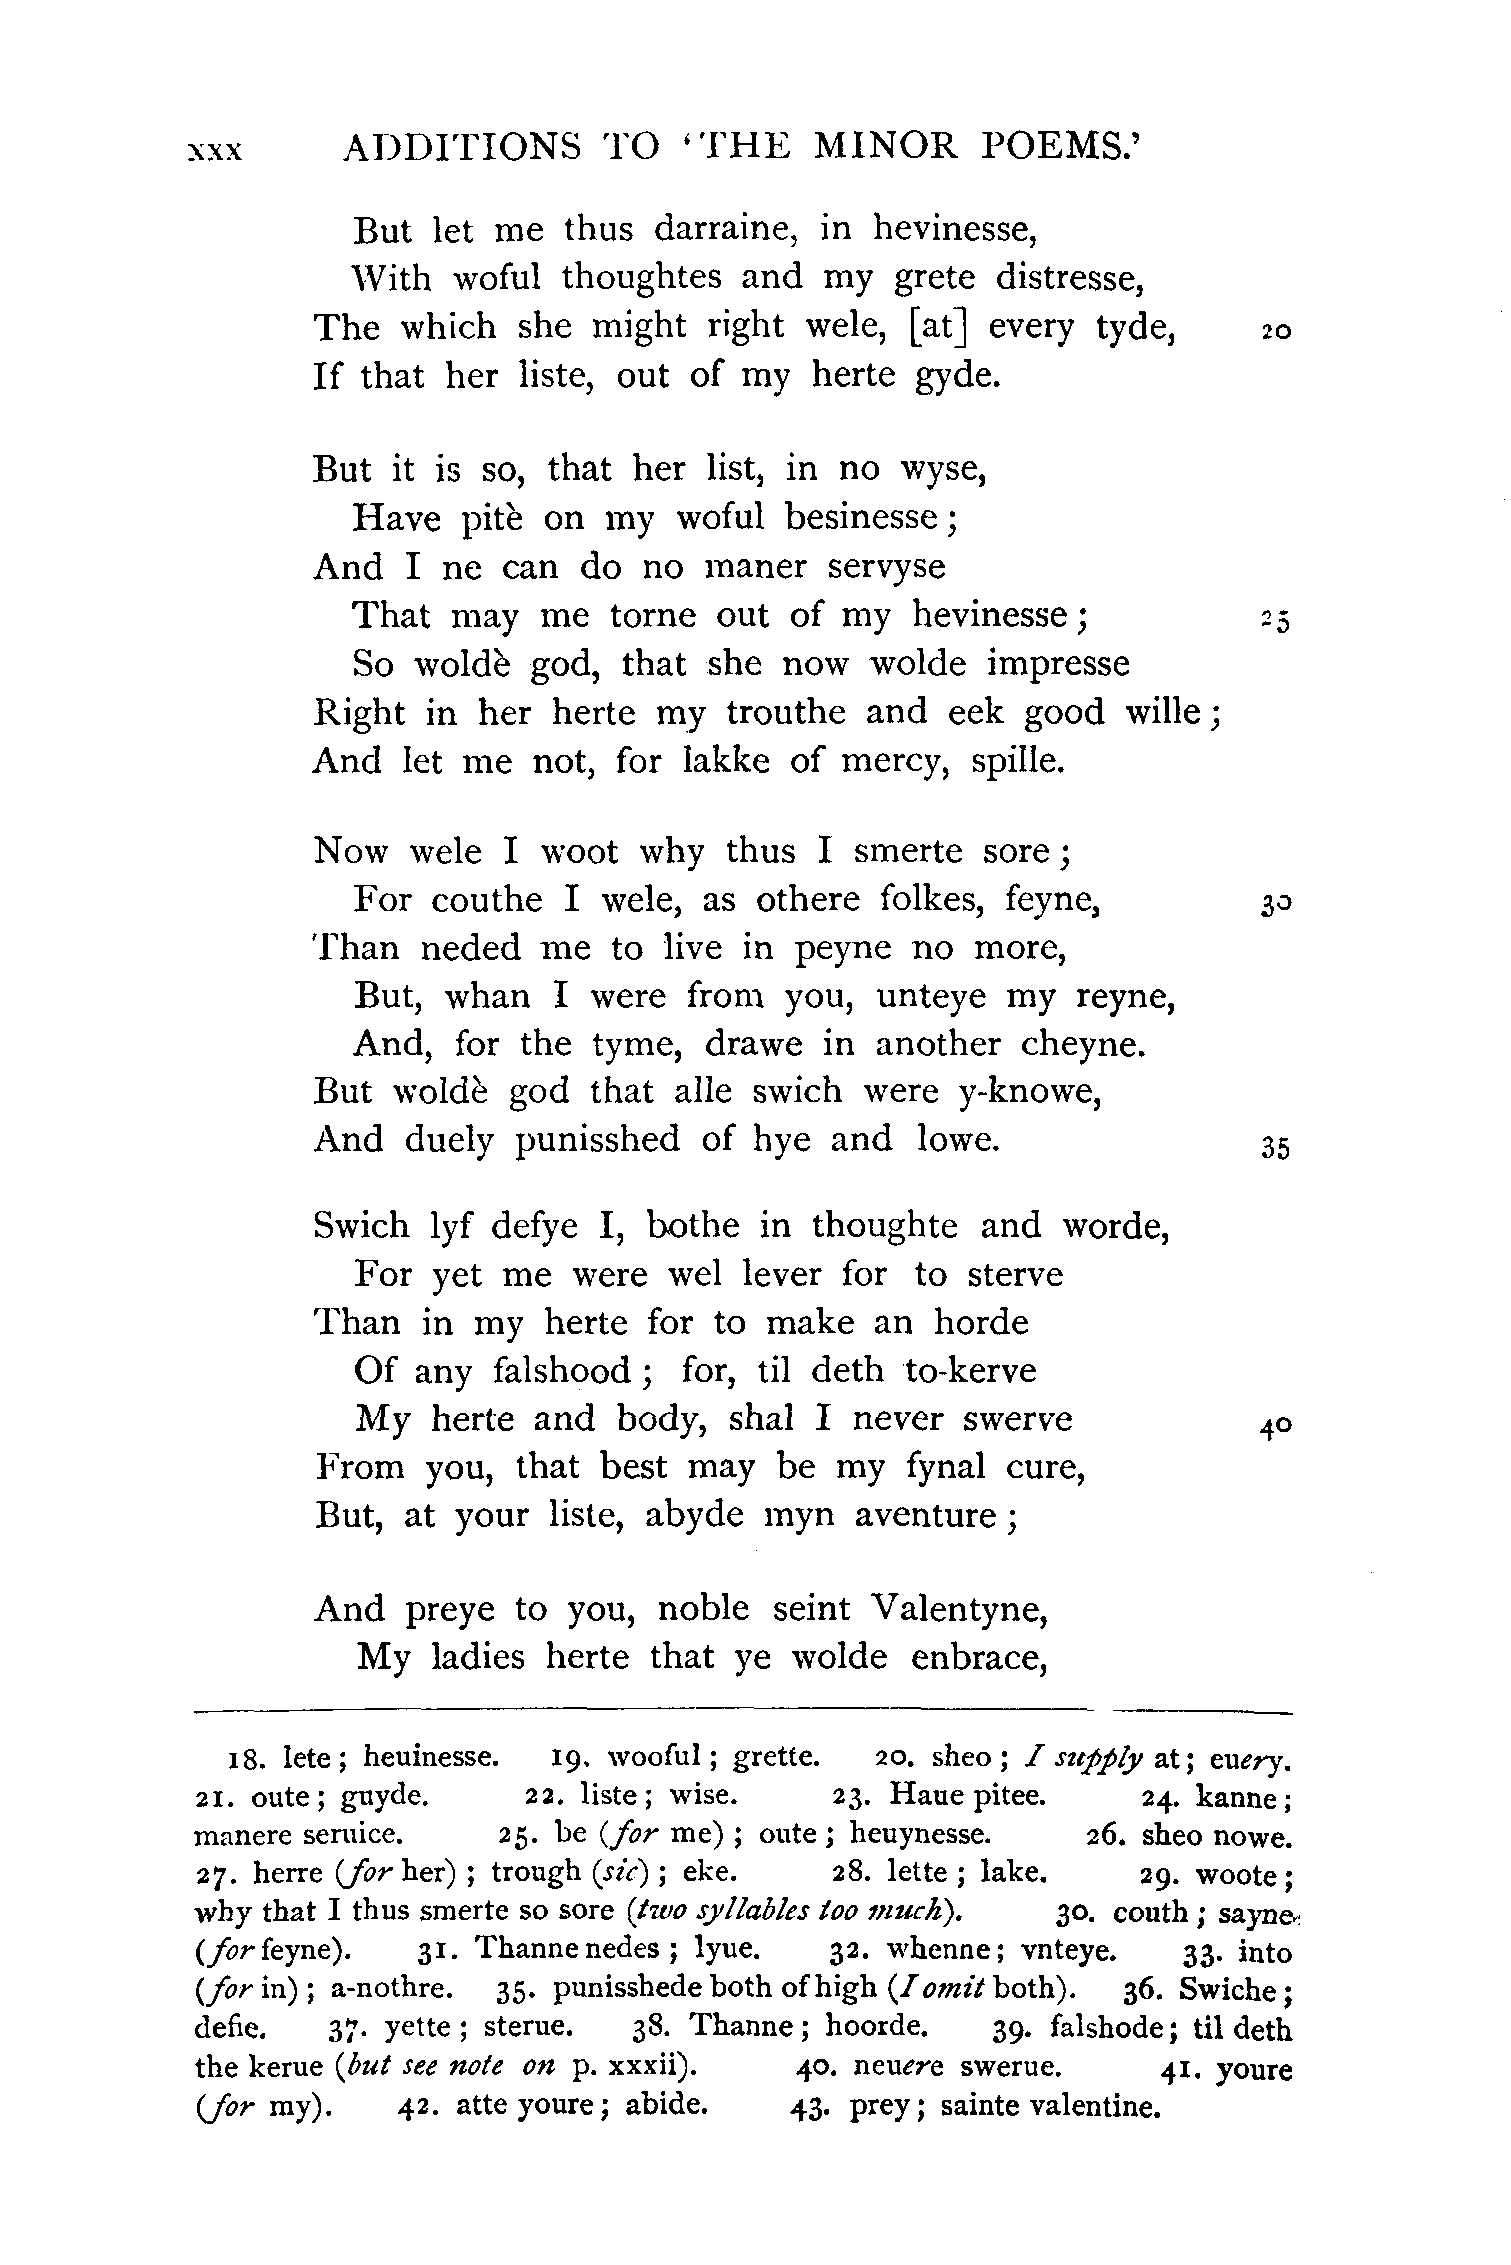 xxx ADDITIONS TO ‘THE MINOR POEMS.’
But let me thus darraine, in hevinesse,
With woful thoughtes and my grete distresse,
The which she might right wele, [at] every tyde, 20
If that her liste, out of my herte gyde.
But it is so, that her list, in no wyse,
Have pitè on my woful besinesse ;
And I ne can do no maner servyse
That may me torne out of my hevinesse ; 25
So woldè god, that she now wolde impresse
Right in her herte my trouthe and eek good wille ;
And let me not, for lakke of mercy, spille.
Now wele I woot why thus I smerte sore ;
For couthe I wele, as othere folkes, feyne, 30
Than neded me to live in peyne no more,
But, whan I were from you, unteye my reyne,
And, for the tyme, drawe in another cheyne.
But woldè god that alle swich were y-knowe,
And duely punisshed of hye and lowe. 35
Swich lyf defye I, bothe in thoughte and worde,
For yet me were wel lever for to sterve
Than in my herte for to make an horde
Of any falshood ; for, til deth to-kerve
My herte and body, shal I never swerve 40
From you, that best may be my fynal cure,
But, at your liste, abyde myn aventure ;
And preye to you, noble seint Valentyne,
My ladies herte that ye wolde enbrace,
18. lete ; heuinesse. 19. wooful ; grette. 20. sheo ; I supply at ; euery.
21. oute ; guyde. 22. liste ; wise. 23. Haue pitee. 24. kanne ;
manere seruice. 25. be (for me) ; oute ; heuynesse. 26. sheo nowe.
27. herre (for her) ; trough (sic) ; eke. 28. lette ; lake. 29. woote ;
why that I thus smerte so sore (two syllables too much). 30. couth ; sayne
(for feyne). 31. Thanne nedes ; lyue. 32. whenne ; vnteye. 33. into
(for in) ; a-nothre. 35. punisshede both of high (I omit both). 36. Swiche ;
defie. 37. yette ; sterue. 38. Thanne ; hoorde. 39. falshode ; til deth
the kerue (but see note on p. xxxii). 40. neuere swerue. 41. youre
(for my). 42. atte youre ; abide. 43. prey ; sainte valentine.